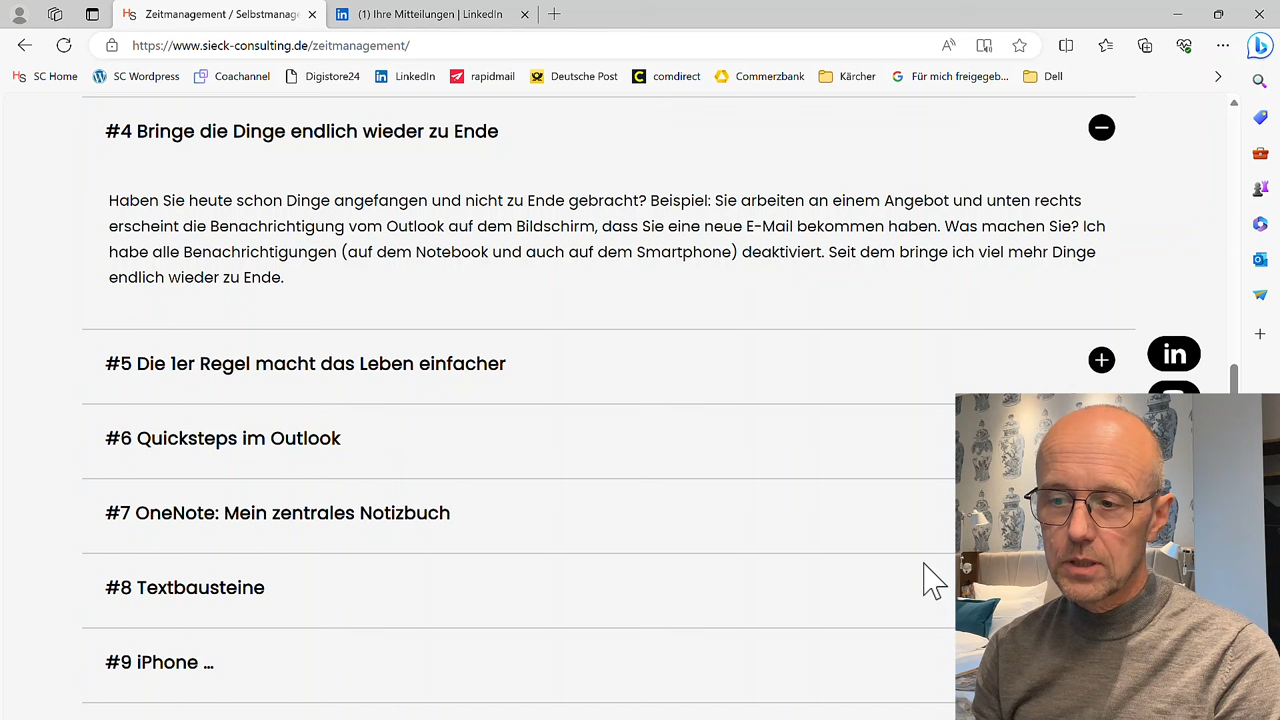 Zeitmanagement / Selbstmanage
(1) Ihre Mitteilungen | LinkedIn
https://www.sieck-consulting.de/zeitmanagement/
SC Home
SC Wordpress
Coachannel
Digistore24
LinkedIn
rapidmail
Deutsche Post
comdirect
Commerzbank
Kärcher
Für mich freigegeb...
Dell
#4 Bringe die Dinge endlich wieder zu Ende
Haben Sie heute schon Dinge angefangen und nicht zu Ende gebracht? Beispiel: Sie arbeiten an einem Angebot und unten rechts
erscheint die Benachrichtigung vom Outlook auf dem Bildschirm, dass Sie eine neue E-Mail bekommen haben. Was machen Sie? Ich
habe alle Benachrichtigungen (auf dem Notebook und auch auf dem Smartphone) deaktiviert. Seit dem bringe ich viel mehr Dinge
endlich wieder zu Ende.
#5 Die 1er Regel macht das Leben einfacher
in
#6 Quicksteps im Outlook
#7 OneNote: Mein zentrales Notizbuch
#8 Textbausteine
#9 iPhone ...